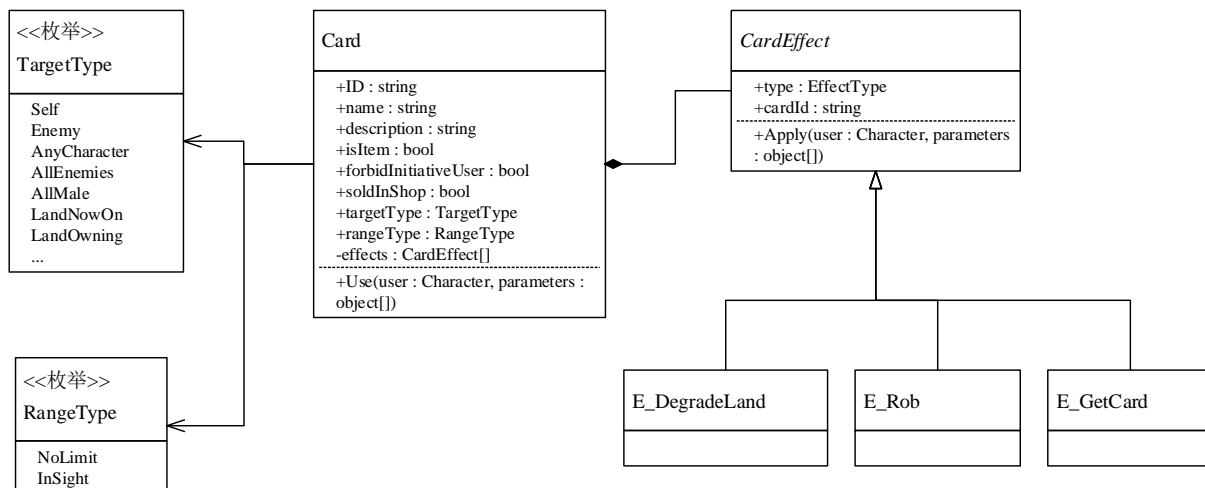 <<枚举>>
TargetType
Self
Enemy
AnyCharacter
AllEnemies
AllMale
LandNowOn
LandOwning
...
<<枚举>>
RangeType
NoLimit
InSight
Card
+ID : string
+name : string
+description : string
+isItem : bool
+forbidInitiativeUser : bool
+soldInShop : bool
+targetType : TargetType
+rangeType : RangeType
-effects : CardEffect[]
+Use(user : Character, parameters :
object[])
CardEffect
+type : EffectType
+cardId : string
+Apply(user : Character, parameters
: object[])
E_DegradeLand
E_Rob
E_GetCard